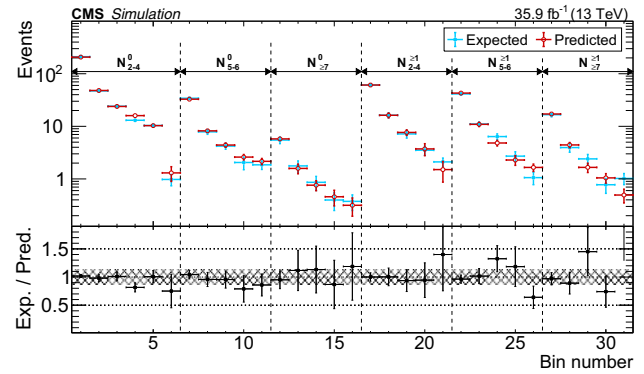 CMS Simulation 35.9 fb⁻¹ (13 TeV)
Events
Expected Predicted
N⁰₂₋₄ N⁰₅₋₆ N⁰≥₇ N≥¹₂₋₄ N≥¹₅₋₆ N≥¹≥₇
10²
10
1
Exp. / Pred.
1.5
1
0.5
5 10 15 20 25 30
Bin number